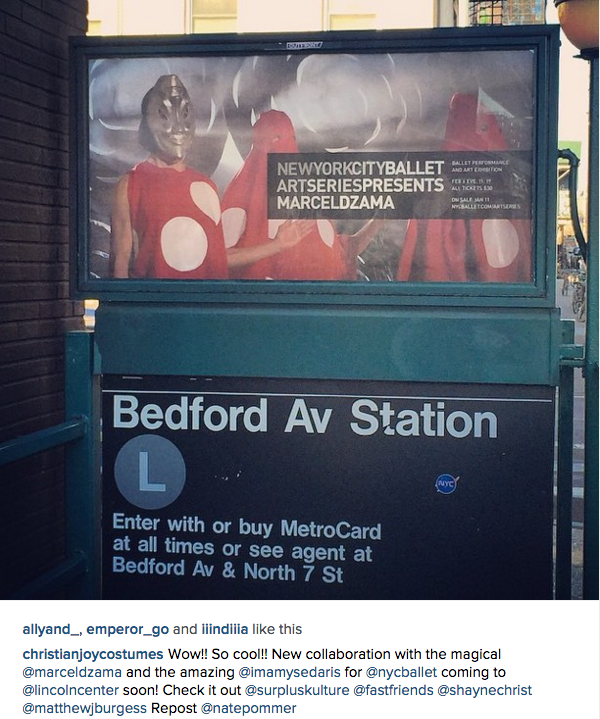 OUTFRONT/
NEWYORKCITYBALLET
ARTSERIESPRESENTS
MARCELDZAMA
BALLET PERFORMANCE
AND ART EXHIBITION
ALL TICKETS $30
ON SALE JAN 11
NYCBALLET.COM/ARTSERIES
Bedford Av Station
L
NYC
Enter with or buy MetroCard
at all times or see agent at
Bedford Av & North 7 St
allyand_, emperor_go and iiindiiia like this
christianjoycostumes Wow!! So cool!! New collaboration with the magical
@marceldzama and the amazing @imamysedaris for @nycballet coming to
@lincolncenter soon! Check it out @surpluskulture @fastfriends @shaynechrist
@matthewjburgess Repost @natepommer